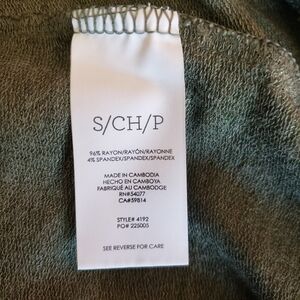 S/CH/P
96% RAYON/RAYÓN/RAYONNE
4% SPANDEX/SPANDEX/SPANDEX
MADE IN CAMBODIA
HECHO EN CAMBOYA
FABRIQUÉ AU CAMBODGE
RN#54077
CA#59814
STYLE# 4192
PO# 225005
SEE REVERSE FOR CARE